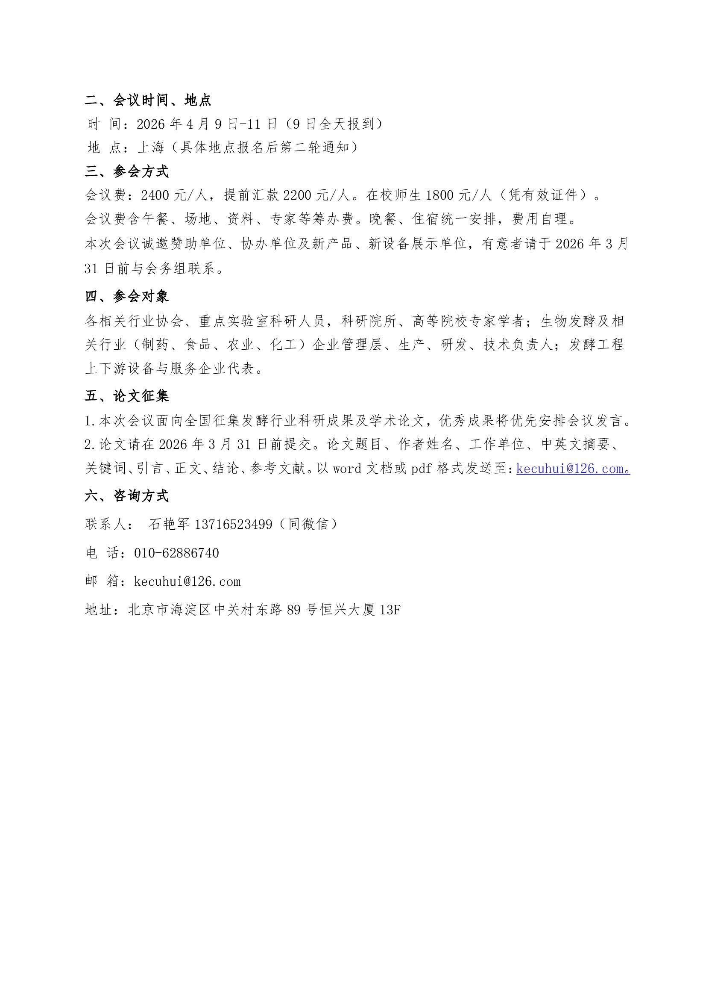 二、会议时间、地点
时 间：2026 年 4 月 9 日-11 日（9 日全天报到）
地 点：上海（具体地点报名后第二轮通知）
三、参会方式
会议费：2400 元/人，提前汇款 2200 元/人。在校师生 1800 元/人（凭有效证件）。
会议费含午餐、场地、资料、专家等筹办费。晚餐、住宿统一安排，费用自理。
本次会议诚邀赞助单位、协办单位及新产品、新设备展示单位，有意者请于 2026 年 3 月
31 日前与会务组联系。
四、参会对象
各相关行业协会、重点实验室科研人员，科研院所、高等院校专家学者；生物发酵及相
关行业（制药、食品、农业、化工）企业管理层、生产、研发、技术负责人；发酵工程
上下游设备与服务企业代表。
五、论文征集
1.本次会议面向全国征集发酵行业科研成果及学术论文，优秀成果将优先安排会议发言。
2.论文请在 2026 年 3 月 31 日前提交。论文题目、作者姓名、工作单位、中英文摘要、
关键词、引言、正文、结论、参考文献。以 word 文档或 pdf 格式发送至：kecuhui@126.com。
六、咨询方式
联系人： 石艳军 13716523499（同微信）
电 话：010-62886740
邮 箱：kecuhui@126.com
地址：北京市海淀区中关村东路 89 号恒兴大厦 13F